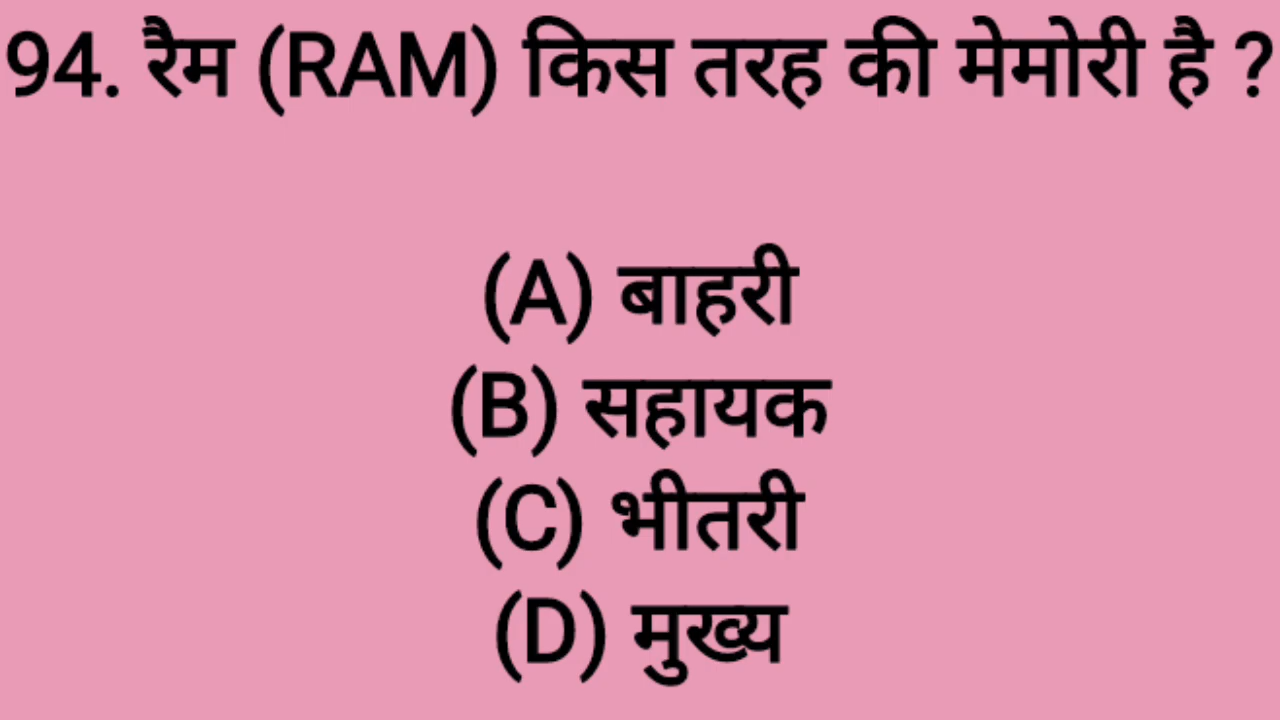 94. रैम (RAM) किस तरह की मेमोरी है ?
(A) बाहरी
(B) सहायक
(C) भीतरी
(D) मुख्य